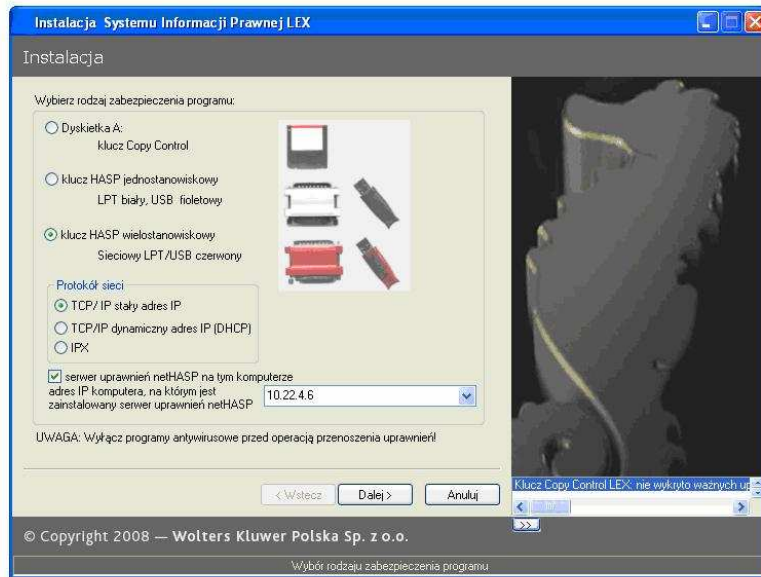 Instalacja Systemu Informacji Prawnej LEX
Instalacja
Wybierz rodzaj zabezpieczenia programu:
Dyskietka A:
klucz Copy Control
klucz HASP jednostanowiskowy
LPT biały, USB fioletowy
klucz HASP wielostanowiskowy
Sieciowy LPT/USB czerwony
Protokół sieci
TCP/IP stały adres IP
TCP/IP dynamiczny adres IP (DHCP)
IPX
serwer uprawnień netHASP na tym komputerze
adres IP komputera, na którym jest
zainstalowany serwer uprawnień netHASP
10.22.4.6
UWAGA: Wyłącz programy antywirusowe przed operacją przenoszenia uprawnień!
< Wstecz
Dalej >
Anuluj
Klucz Copy Control LEX: nie wykryto ważnych up
>>
© Copyright 2008 — Wolters Kluwer Polska Sp. z o.o.
Wybór rodzaju zabezpieczenia programu